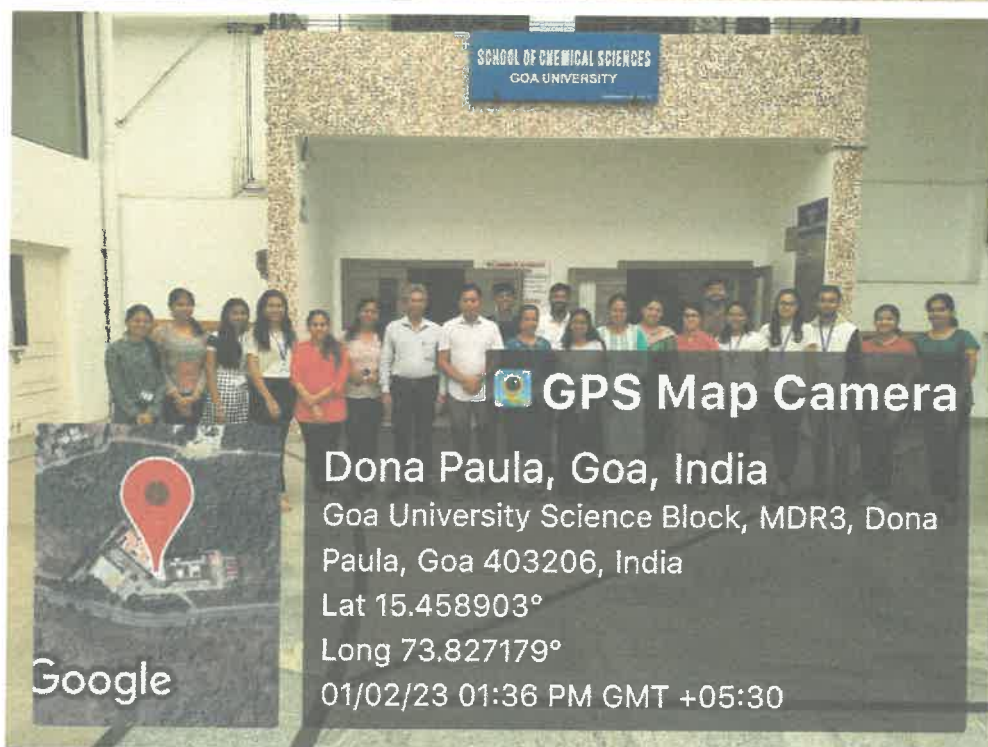 SCHOOL OF CHEMICAL SCIENCES
GOA UNIVERSITY
GPS Map Camera
Dona Paula, Goa, India
Goa University Science Block, MDR3, Dona
Paula, Goa 403206, India
Lat 15.458903°
Long 73.827179°
01/02/23 01:36 PM GMT +05:30
Google